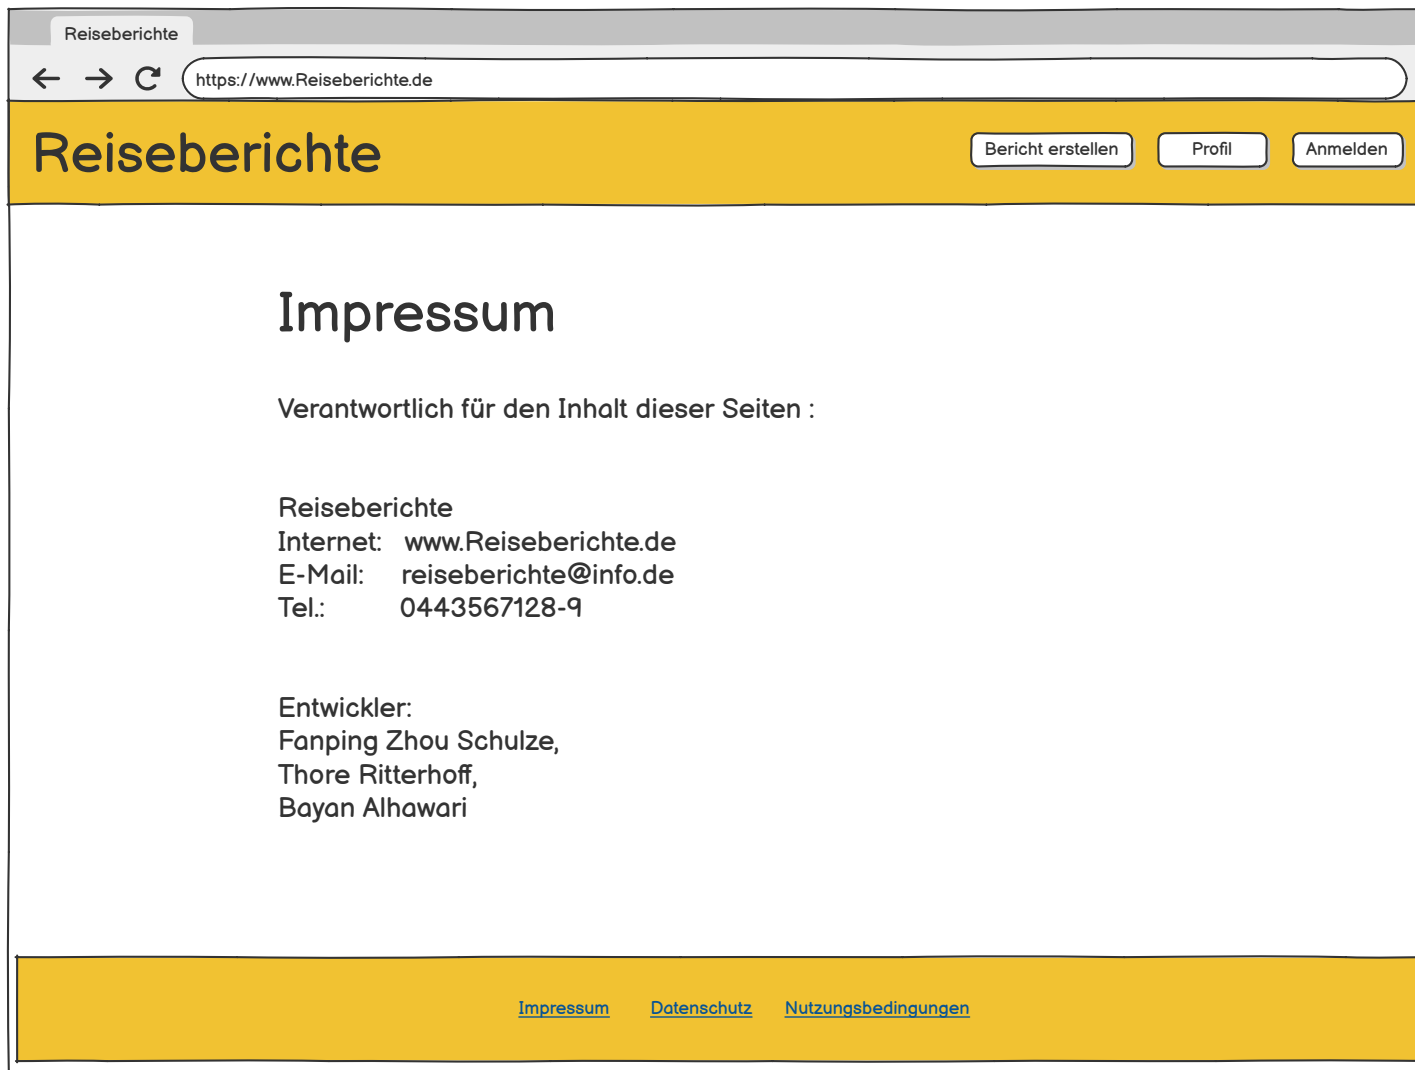 Reiseberichte
https://www.Reiseberichte.de
Reiseberichte
Bericht erstellen Profil Anmelden
Impressum
Verantwortlich für den Inhalt dieser Seiten :
Reiseberichte
Internet: www.Reiseberichte.de
E-Mail: reiseberichte@info.de
Tel.: 0443567128-9
Entwickler:
Fanping Zhou Schulze,
Thore Ritterhoff,
Bayan Alhawari
Impressum Datenschutz Nutzungsbedingungen